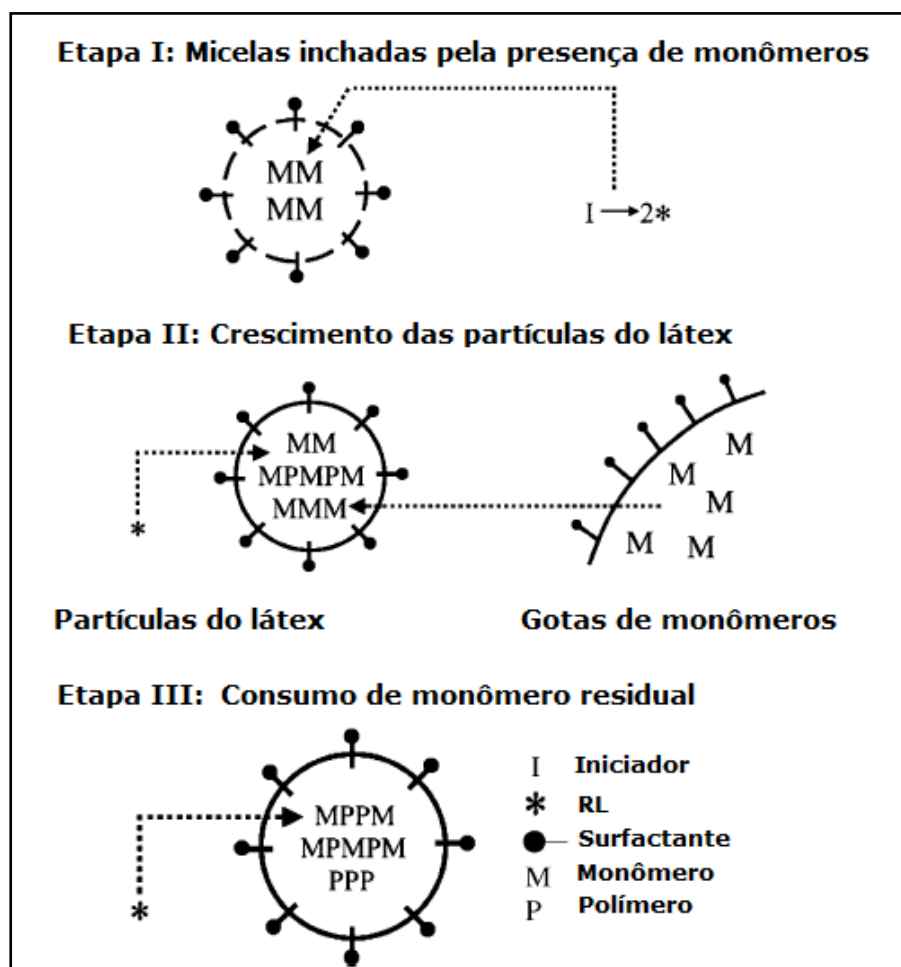 Etapa I: Micelas inchadas pela presença de monômeros
MM
MM
I → 2*
Etapa II: Crescimento das partículas do látex
MM
MPMPM
MMM
*
M
M
M
M
M
Partículas do látex
Gotas de monômeros
Etapa III: Consumo de monômero residual
MPPM
MPMPM
PPP
*
I Iniciador
* RL
Surfactante
M Monômero
P Polímero